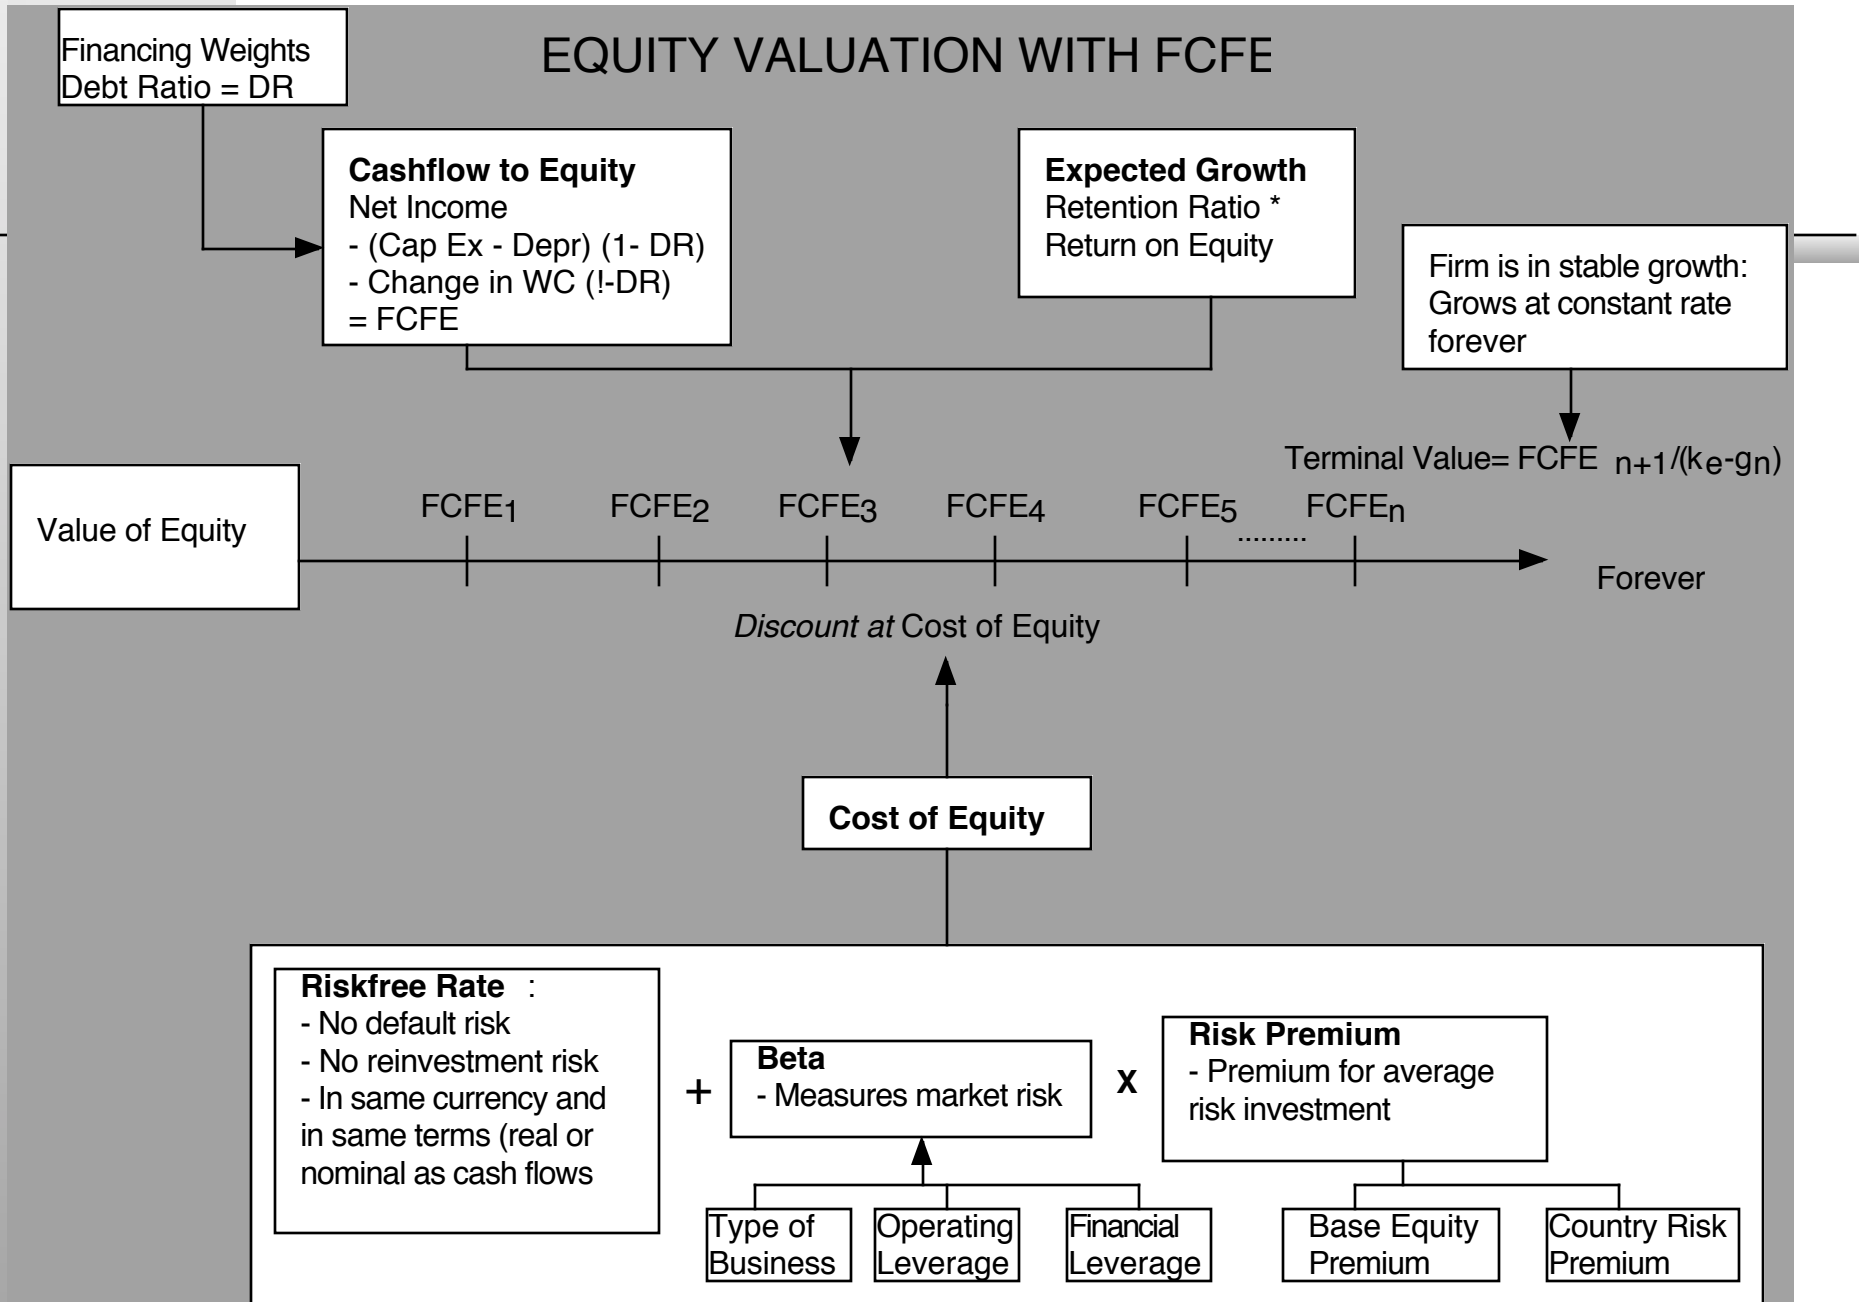 Financing Weights
Debt Ratio = DR
EQUITY VALUATION WITH FCFE
Cashflow to Equity
Net Income
- (Cap Ex - Depr) (1- DR)
- Change in WC (!-DR)
= FCFE
Expected Growth
Retention Ratio *
Return on Equity
Firm is in stable growth:
Grows at constant rate
forever
Terminal Value= FCFE n+1/(ke-gn)
Value of Equity
FCFE1 FCFE2 FCFE3 FCFE4 FCFE5 ......... FCFEn
Forever
Discount at Cost of Equity
Cost of Equity
Riskfree Rate :
- No default risk
- No reinvestment risk
- In same currency and
in same terms (real or
nominal as cash flows
+
Beta
- Measures market risk
X
Risk Premium
- Premium for average
risk investment
Type of
Business
Operating
Leverage
Financial
Leverage
Base Equity
Premium
Country Risk
Premium